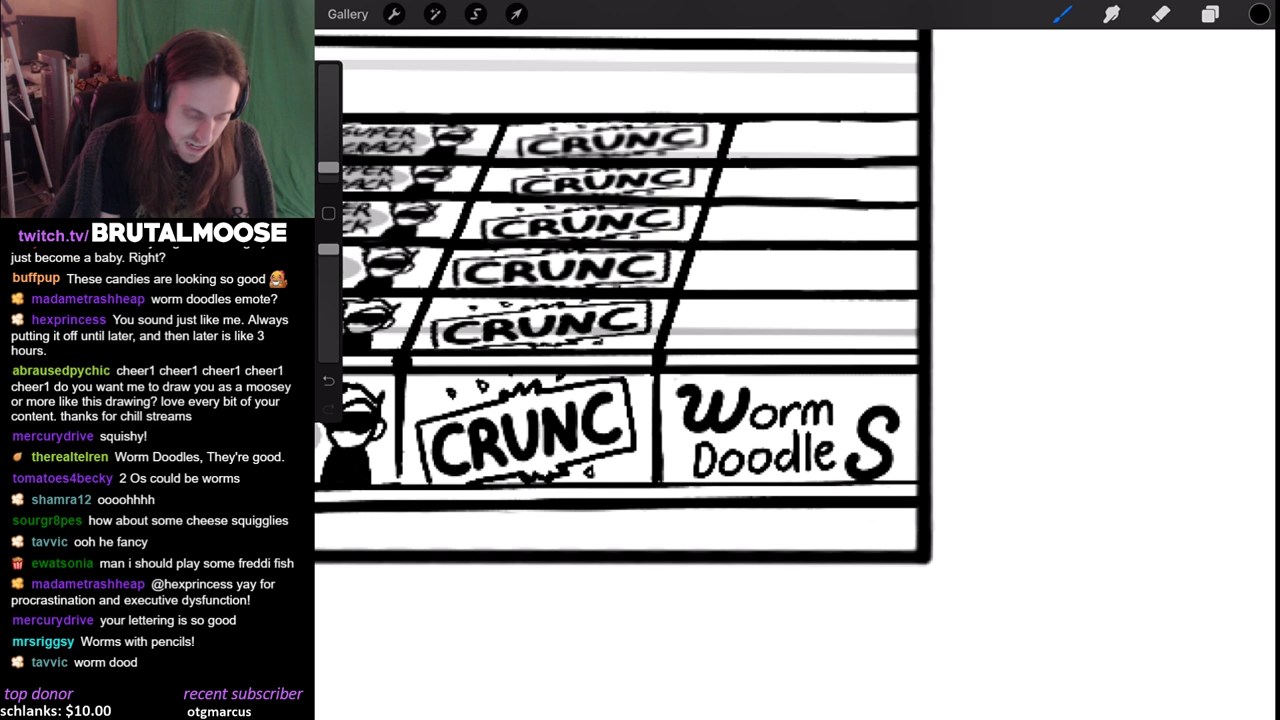 Gallery
SUPER
CRACK
CRUNC
CRUNC
CRUNC
CRUNC
CRUNC
CRUNC
Worm
DoodleS
twitch.tv/BRUTALMOOSE
just become a baby. Right?
buffpup These candies are looking so good
madametrashheap worm doodles emote?
hexprincess You sound just like me. Always
putting it off until later, and then later is like 3
hours.
abrausedpychic cheer1 cheer1 cheer1 cheer1
cheer1 do you want me to draw you as a moosey
or more like this drawing? love every bit of your
content. thanks for chill streams
mercurydrive squishy!
therealtelren Worm Doodles, They're good.
tomatoes4becky 2 Os could be worms
shamra12 oooohhhh
sourgr8pes how about some cheese squigglies
tavvic ooh he fancy
ewatsonia man i should play some freddi fish
madametrashheap @hexprincess yay for
procrastination and executive dysfunction!
mercurydrive your lettering is so good
mrsriggsy Worms with pencils!
tavvic worm dood
top donor
schlanks: $10.00
recent subscriber
otgmarcus